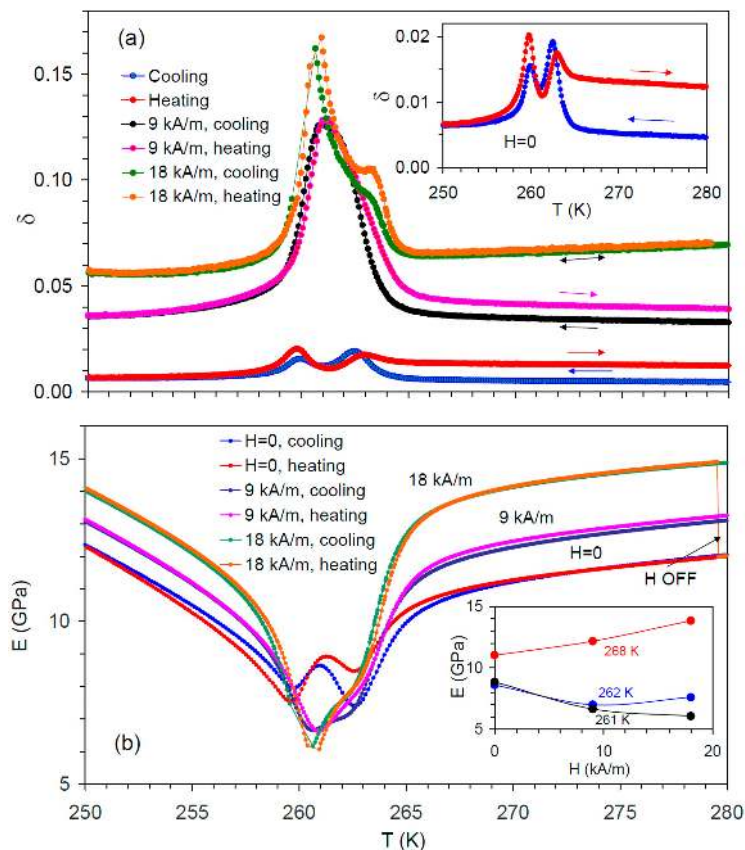 (a)
0.15
0.10
0.05
0.00
δ
Cooling
Heating
9 kA/m, cooling
9 kA/m, heating
18 kA/m, cooling
18 kA/m, heating
0.02
0.01
0.00
δ
H=0
250 260 270 280
T (K)
15
10
5
E (GPa)
H=0, cooling
H=0, heating
9 kA/m, cooling
9 kA/m, heating
18 kA/m, cooling
18 kA/m, heating
18 kA/m
9 kA/m
H=0
H OFF
15
10
5
E (GPa)
268 K
262 K
261 K
0 10 20
H (kA/m)
(b)
250 255 260 265 270 275 280
T (K)